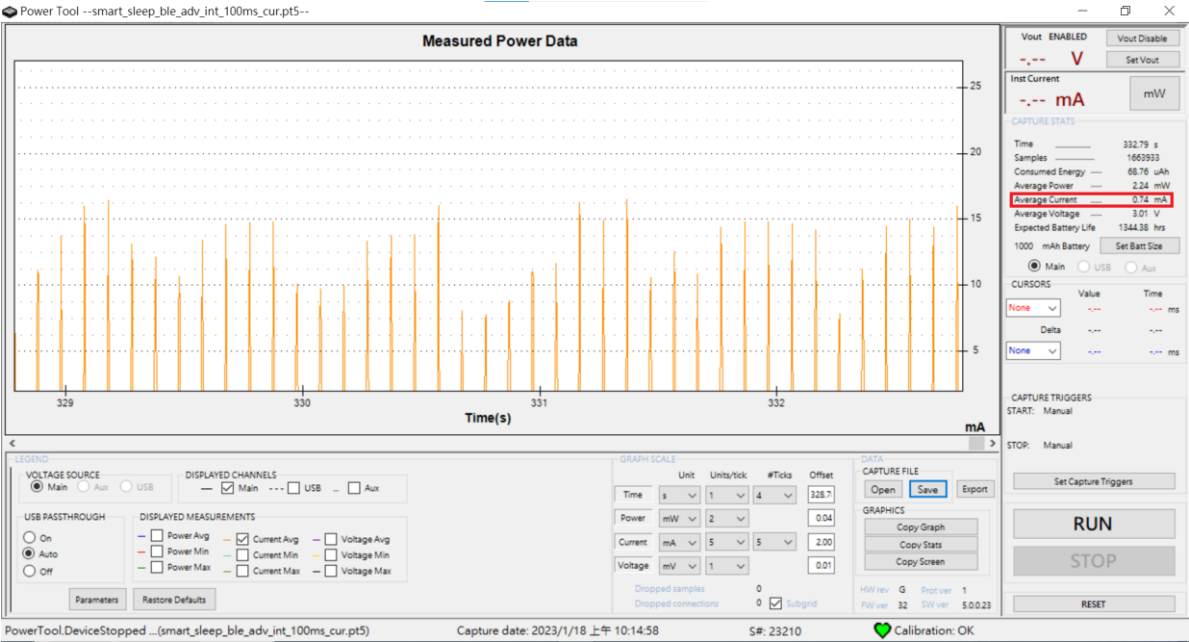 Power Tool --smart_sleep_ble_adv_int_100ms_cur.pt5--
Measured Power Data
25
20
15
10
5
329 330 331 332
Time(s)
mA
Vout ENABLED Vout Disable
-.-- V Set Vout
Inst Current
-.-- mA mW
CAPTURE STATS
Time 332.79 s
Samples 1663933
Consumed Energy 68.76 uAh
Average Power 2.24 mW
Average Current 0.74 mA
Average Voltage 3.01 V
Expected Battery Life 1344.38 hrs
1000 mAh Battery Set Batt Size
Main USB Aux
CURSORS
Value Time
None -.-- -.-- ms
Delta -.-- -.--
None -.-- -.-- ms
CAPTURE TRIGGERS
START: Manual
STOP: Manual
Set Capture Triggers
RUN
STOP
RESET
LEGEND
VOLTAGE SOURCE
Main Aux USB
DISPLAYED CHANNELS
Main USB Aux
USB PASSTHROUGH
On
Auto
Off
DISPLAYED MEASUREMENTS
Power Avg Current Avg Voltage Avg
Power Min Current Min Voltage Min
Power Max Current Max Voltage Max
Parameters Restore Defaults
GRAPH SCALE
Unit Units/tick #Ticks Offset
Time s 1 4 328.7
Power mW 2 0.04
Current mA 5 5 2.00
Voltage mV 1 0.01
Dropped samples 0
Dropped connections 0 Subgrid
DATA
CAPTURE FILE
Open Save Export
GRAPHICS
Copy Graph
Copy Stats
Copy Screen
HW rev G Prot ver 1
FW ver 32 SW ver 5.0.0.23
PowerTool.DeviceStopped ...(smart_sleep_ble_adv_int_100ms_cur.pt5) Capture date: 2023/1/18 上午 10:14:58 S#: 23210 Calibration: OK